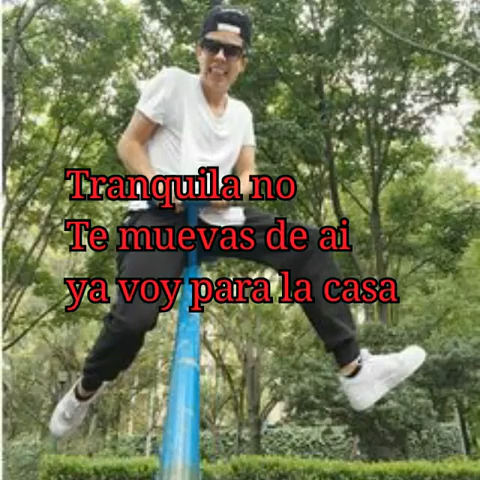 Tranquila no
Te muevas de ai
ya voy para la casa